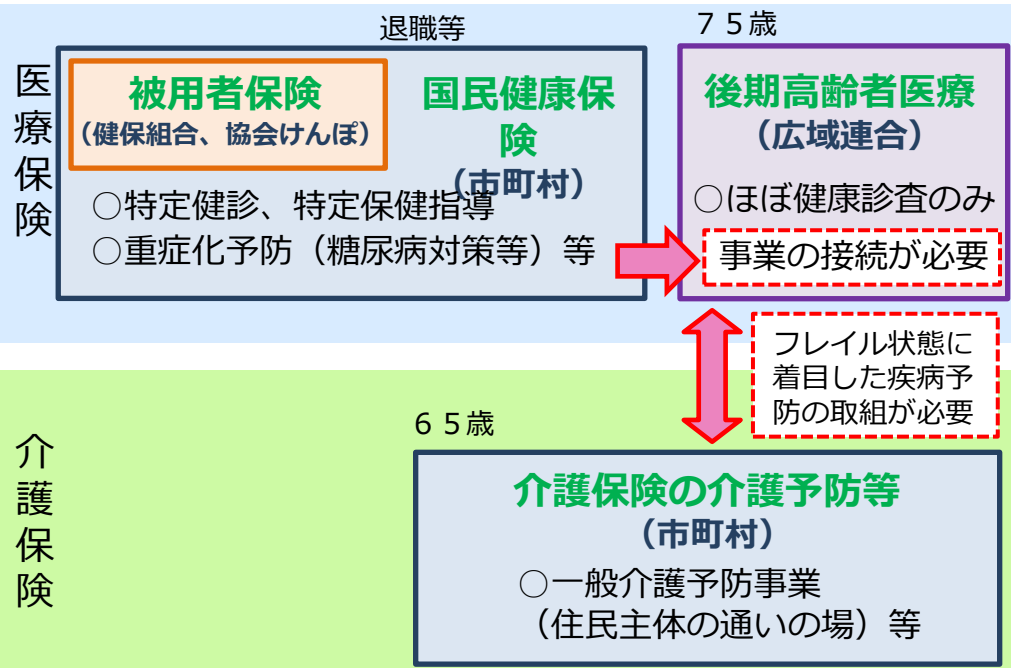 退職等
７５歳
医療保険
被用者保険
（健保組合、協会けんぽ）
国民健康保
険
（市町村）
○特定健診、特定保健指導
○重症化予防（糖尿病対策等）等
後期高齢者医療
（広域連合）
○ほぼ健康診査のみ
事業の接続が必要
フレイル状態に
着目した疾病予
防の取組が必要
６５歳
介護保険
介護保険の介護予防等
（市町村）
○一般介護予防事業
（住民主体の通いの場）等